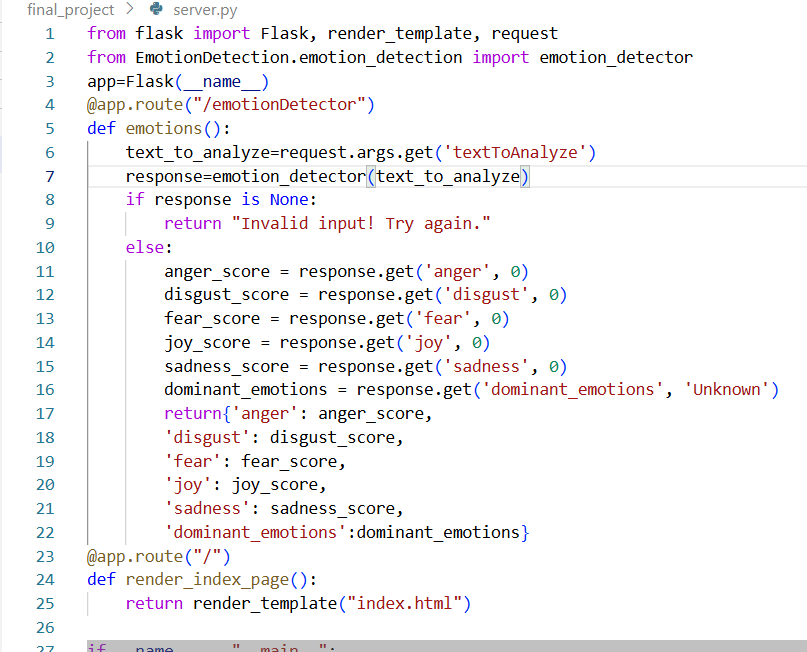 final_project > server.py
1 from flask import Flask, render_template, request
2 from EmotionDetection.emotion_detection import emotion_detector
3 app=Flask(__name__)
4 @app.route("/emotionDetector")
5 def emotions():
6 text_to_analyze=request.args.get('textToAnalyze')
7 response=emotion_detector(text_to_analyze)
8 if response is None:
9 return "Invalid input! Try again."
10 else:
11 anger_score = response.get('anger', 0)
12 disgust_score = response.get('disgust', 0)
13 fear_score = response.get('fear', 0)
14 joy_score = response.get('joy', 0)
15 sadness_score = response.get('sadness', 0)
16 dominant_emotions = response.get('dominant_emotions', 'Unknown')
17 return{'anger': anger_score,
18 'disgust': disgust_score,
19 'fear': fear_score,
20 'joy': joy_score,
21 'sadness': sadness_score,
22 'dominant_emotions':dominant_emotions}
23 @app.route("/")
24 def render_index_page():
25 return render_template("index.html")
26
27 if name " main ":